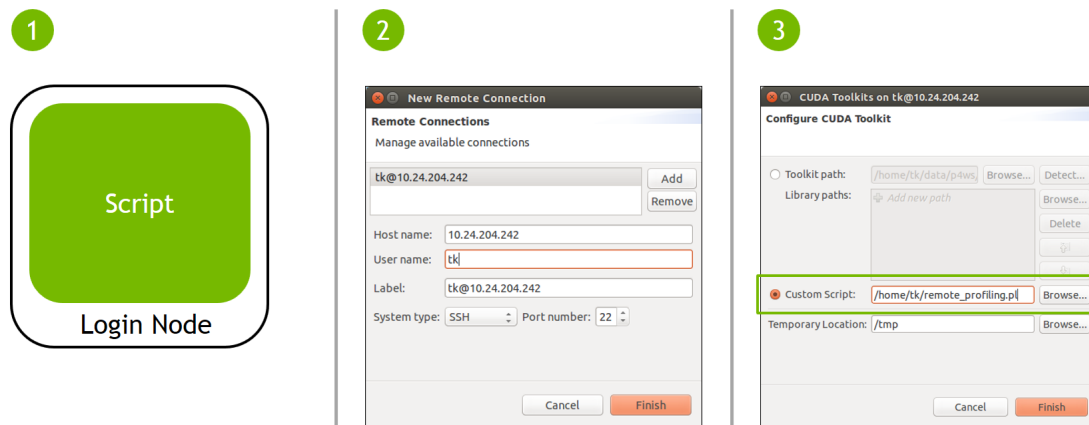 1
Script
Login Node
2
New Remote Connection
Remote Connections
Manage available connections
tk@10.24.204.242
Add
Remove
Host name: 10.24.204.242
User name: tk
Label: tk@10.24.204.242
System type: SSH Port number: 22
Cancel Finish
3
CUDA Toolkits on tk@10.24.204.242
Configure CUDA Toolkit
Toolkit path: /home/tk/data/p4ws/ Browse... Detect...
Library paths: Add new path Browse...
Delete
Custom Script: /home/tk/remote_profiling.pl Browse...
Temporary Location: /tmp Browse...
Cancel Finish